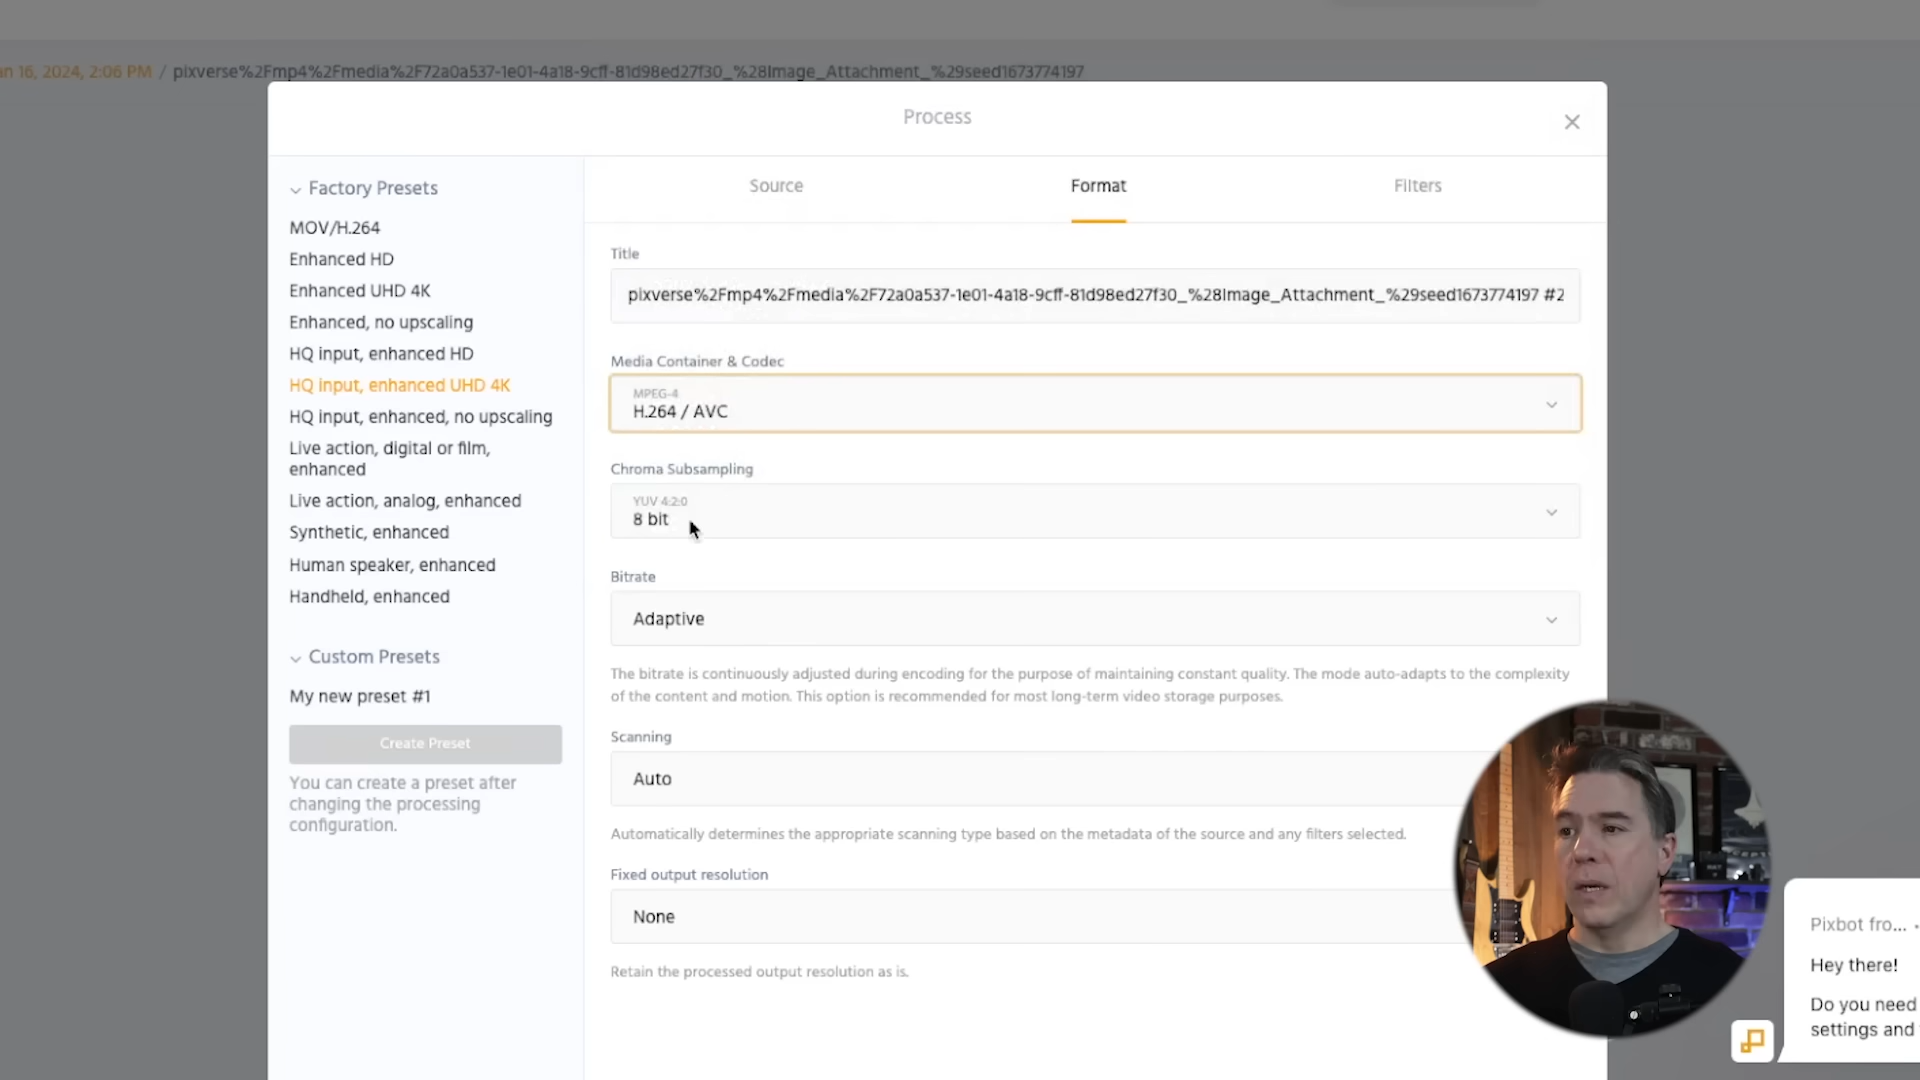 an 16, 2024, 2:06 PM / pixverse%2Fmp4%2Fmedia%2F72a0a537-1e01-4a18-9cff-81d98ed27f30_%28Image_Attachment_%29seed1673774197
Process
Factory Presets
MOV/H.264
Enhanced HD
Enhanced UHD 4K
Enhanced, no upscaling
HQ input, enhanced HD
HQ input, enhanced UHD 4K
HQ input, enhanced, no upscaling
Live action, digital or film,
enhanced
Live action, analog, enhanced
Synthetic, enhanced
Human speaker, enhanced
Handheld, enhanced
Custom Presets
My new preset #1
Create Preset
You can create a preset after
changing the processing
configuration.
Source Format Filters
Title
pixverse%2Fmp4%2Fmedia%2F72a0a537-1e01-4a18-9cff-81d98ed27f30_%28Image_Attachment_%29seed1673774197 #2
Media Container & Codec
MPEG-4
H.264 / AVC
Chroma Subsampling
YUV 4:2:0
8 bit
Bitrate
Adaptive
The bitrate is continuously adjusted during encoding for the purpose of maintaining constant quality. The mode auto-adapts to the complexity
of the content and motion. This option is recommended for most long-term video storage purposes.
Scanning
Auto
Automatically determines the appropriate scanning type based on the metadata of the source and any filters selected.
Fixed output resolution
None
Retain the processed output resolution as is.
Pixbot fro... •
Hey there!
Do you need
settings and